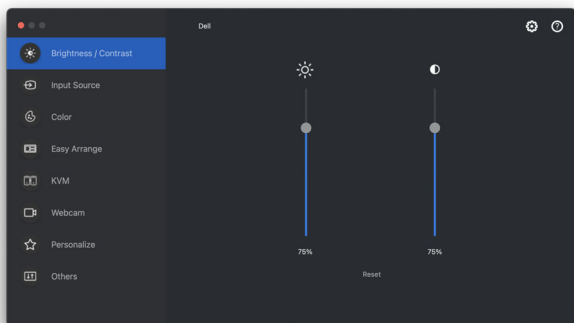 Dell
Brightness / Contrast
Input Source
Color
Easy Arrange
KVM
Webcam
Personalize
Others
75%
75%
Reset